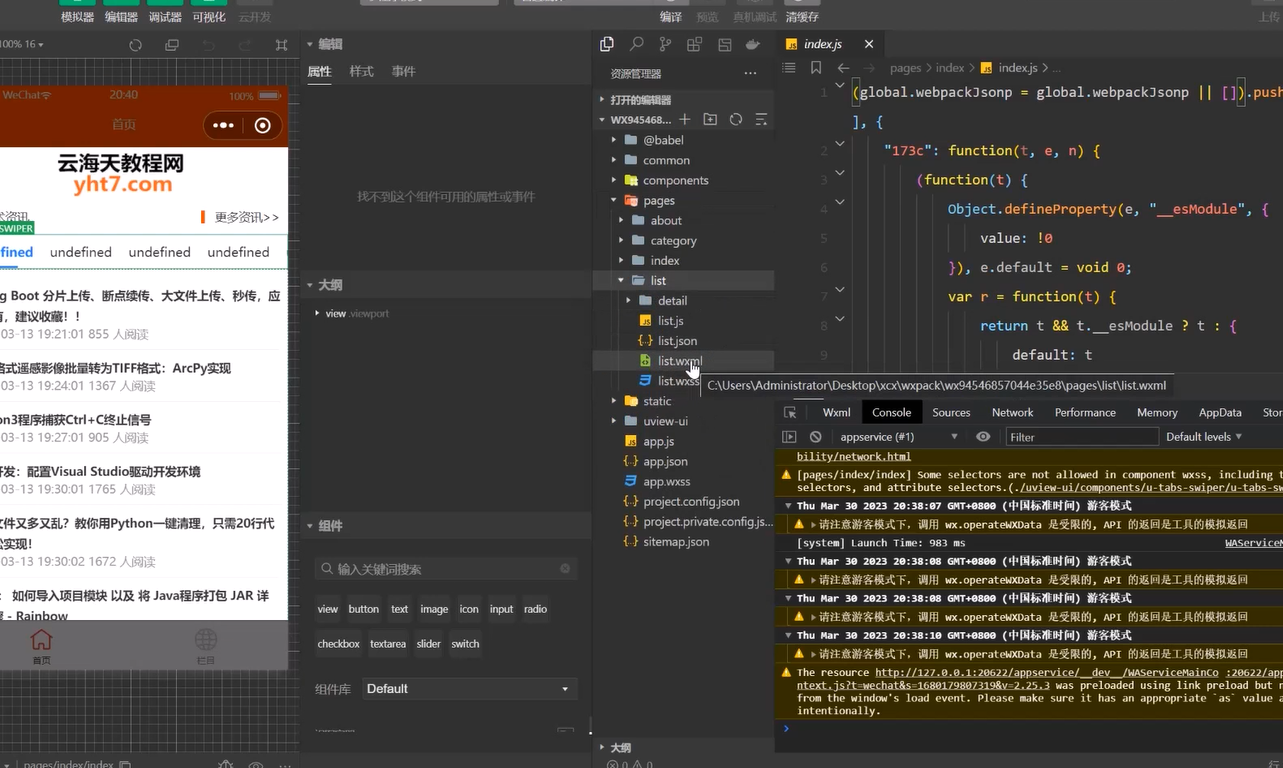 模拟器 编辑器 调试器 可视化 云开发
编译 预览 真机调试 清缓存
上传
100% 16
WeChat 20:40 100%
首页
云海天教程网
yht7.com
更多资讯>>
SWIPER
fined undefined undefined undefined
g Boot 分片上传、断点续传、大文件上传、秒传，应
有，建议收藏！！
03-13 19:21:01 855 人阅读
格式遥感影像批量转为TIFF格式：ArcPy实现
03-13 19:24:01 1367 人阅读
on3程序捕获Ctrl+C终止信号
03-13 19:27:01 905 人阅读
开发：配置Visual Studio驱动开发环境
03-13 19:30:01 1765 人阅读
文件又多又乱？教你用Python一键清理，只需20行代
松实现！
03-13 19:30:02 1672 人阅读
： 如何导入项目模块 以及 将 Java程序打包 JAR 详
- Rainbow
首页 栏目
pages/index/index
编辑
属性 样式 事件
找不到这个组件可用的属性或事件
大纲
view .viewport
组件
输入关键词搜索
view button text image icon input radio
checkbox textarea slider switch
组件库 Default
资源管理器
打开的编辑器
WX945468...
@babel
common
components
pages
about
category
index
list
detail
list.js
list.json
list.wxml
list.wxss
static
uview-ui
app.js
app.json
app.wxss
project.config.json
project.private.config.js...
sitemap.json
大纲
0 0
index.js
pages > index > index.js > ...
1 (global.webpackJsonp = global.webpackJsonp || []).push
], {
2 "173c": function(t, e, n) {
3 (function(t) {
4 Object.defineProperty(e, "__esModule", {
5 value: !0
6 }), e.default = void 0;
7 var r = function(t) {
8 return t && t.__esModule ? t : {
9 default: t
C:\Users\Administrator\Desktop\xcx\wxpack\wx94546857044e35e8\pages\list\list.wxml
Wxml Console Sources Network Performance Memory AppData Stor
appservice (#1) Filter Default levels
bility/network.html
[pages/index/index] Some selectors are not allowed in component wxss, including t
selectors, and attribute selectors.(./uview-ui/components/u-tabs-swiper/u-tabs-sw
Thu Mar 30 2023 20:38:07 GMT+0800 (中国标准时间) 游客模式
请注意游客模式下，调用 wx.operateWXData 是受限的, API 的返回是工具的模拟返回
[system] Launch Time: 983 ms WAServiceM
Thu Mar 30 2023 20:38:08 GMT+0800 (中国标准时间) 游客模式
请注意游客模式下，调用 wx.operateWXData 是受限的, API 的返回是工具的模拟返回
Thu Mar 30 2023 20:38:08 GMT+0800 (中国标准时间) 游客模式
请注意游客模式下，调用 wx.operateWXData 是受限的, API 的返回是工具的模拟返回
Thu Mar 30 2023 20:38:10 GMT+0800 (中国标准时间) 游客模式
请注意游客模式下，调用 wx.operateWXData 是受限的, API 的返回是工具的模拟返回
The resource http://127.0.0.1:20622/appservice/__dev__/WAServiceMainCo :20622/app
ntext.js?t=wechat&s=1680179807319&v=2.25.3 was preloaded using link preload but n
from the window's load event. Please make sure it has an appropriate `as` value a
intentionally.